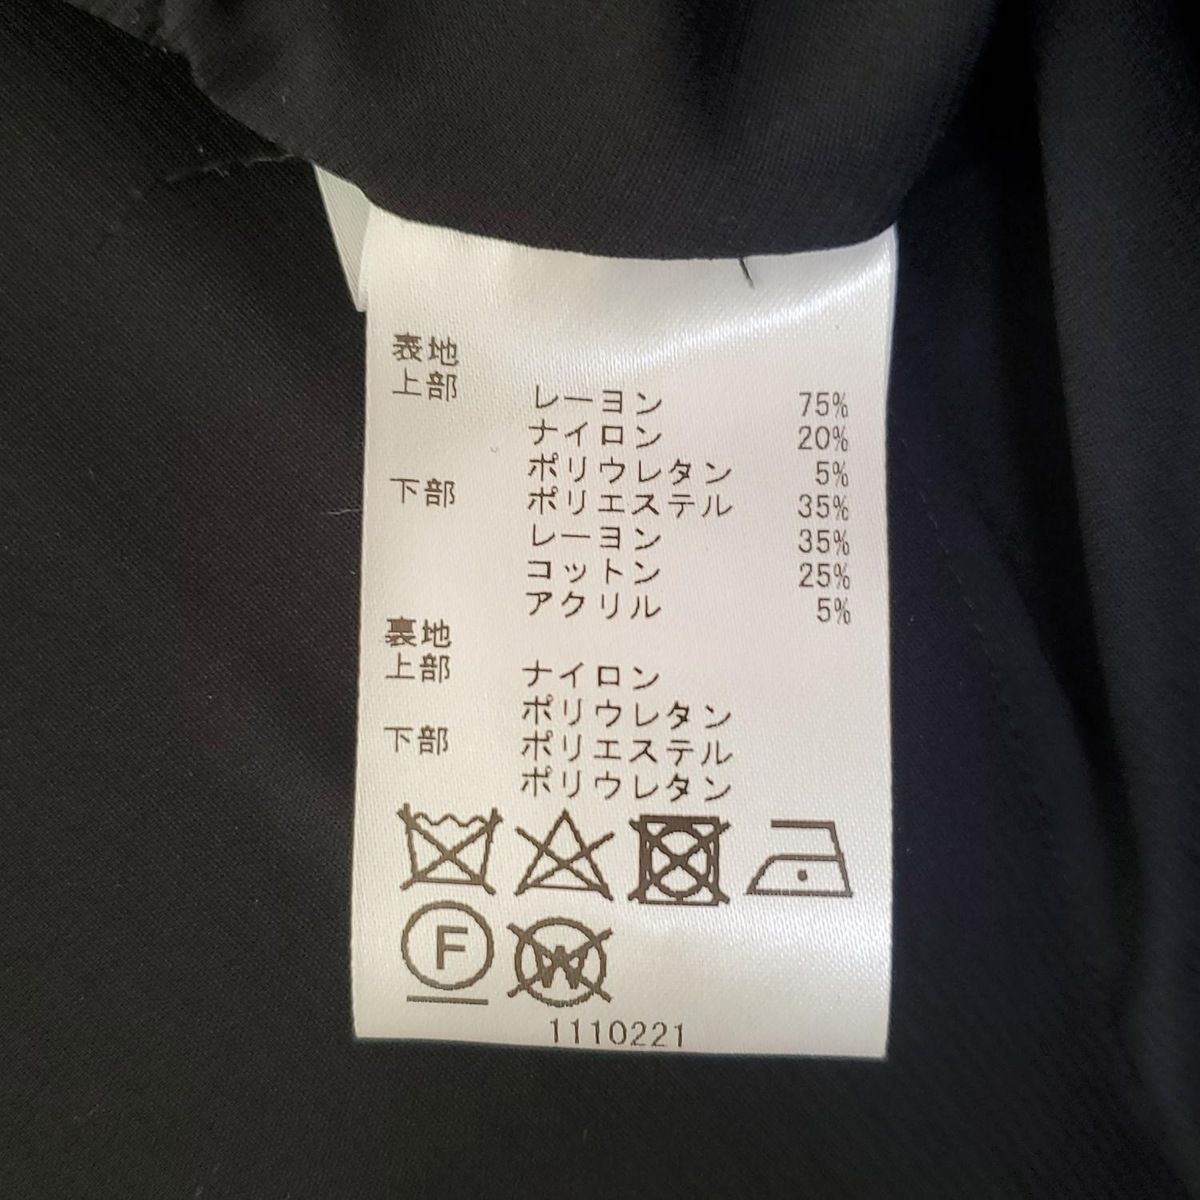 表地
上部
レーヨン 75%
ナイロン 20%
ポリウレタン 5%
下部 ポリエステル 35%
レーヨン 35%
コットン 25%
アクリル 5%
裏地
上部 ナイロン
ポリウレタン
下部 ポリエステル
ポリウレタン
F W
1110221